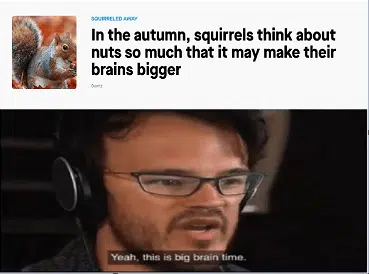 SQUIRRELED AWAY
In the autumn, squirrels think about
nuts so much that it may make their
brains bigger
Quartz
Yeah, this is big brain time.